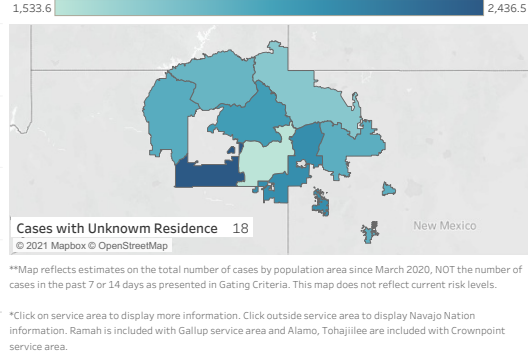 1,533.6 2,436.5
New Mexico
Cases with Unknowm Residence 18
© 2021 Mapbox © OpenStreetMap
**Map reflects estimates on the total number of cases by population area since March 2020, NOT the number of
cases in the past 7 or 14 days as presented in Gating Criteria. This map does not reflect current risk levels.
*Click on service area to display more information. Click outside service area to display Navajo Nation
information. Ramah is included with Gallup service area and Alamo, Tohajiilee are included with Crownpoint
service area.